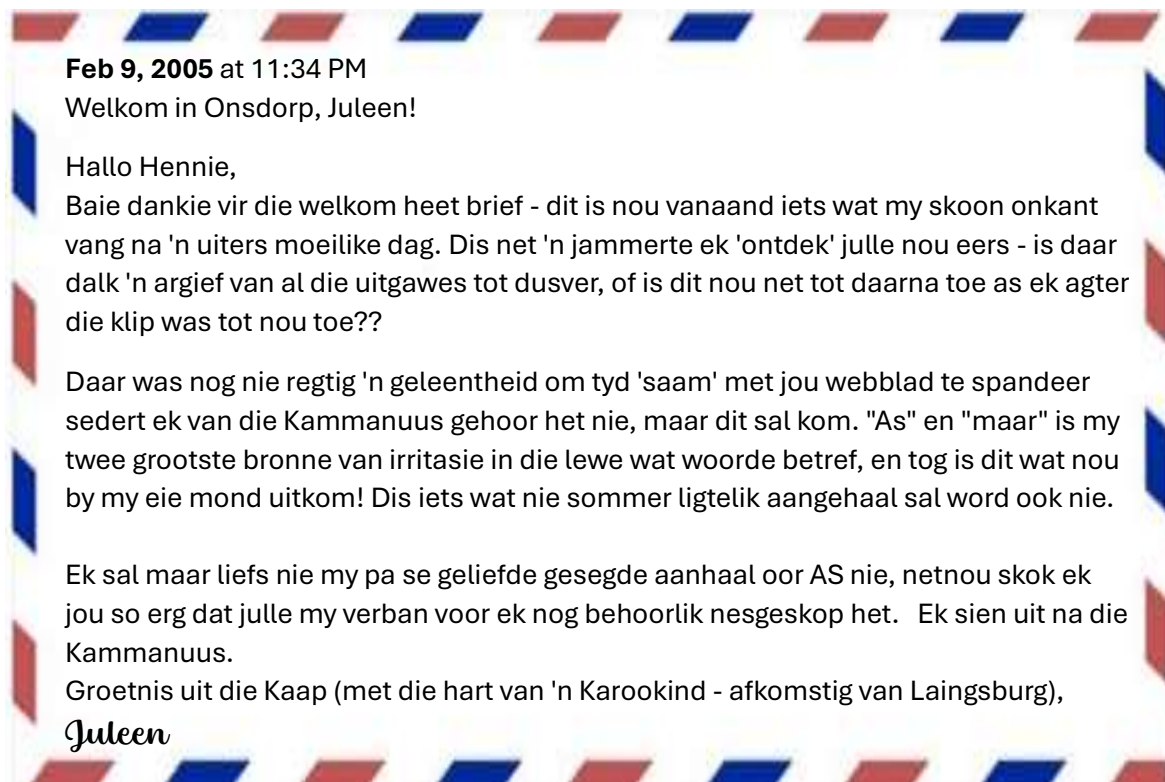 Feb 9, 2005 at 11:34 PM
Welkom in Onsdorp, Juleen!
Hallo Hennie,
Baie dankie vir die welkom heet brief - dit is nou vanaand iets wat my skoon onkant
vang na 'n uiters moeilike dag. Dis net 'n jammerte ek 'ontdek' julle nou eers - is daar
dalk 'n argief van al die uitgawes tot dusver, of is dit nou net tot daarna toe as ek agter
die klip was tot nou toe??
Daar was nog nie regtig 'n geleentheid om tyd 'saam' met jou webblad te spandeer
sedert ek van die Kammanuus gehoor het nie, maar dit sal kom. "As" en "maar" is my
twee grootste bronne van irritasie in die lewe wat woorde betref, en tog is dit wat nou
by my eie mond uitkom! Dis iets wat nie sommer ligtelik aangehaal sal word ook nie.
Ek sal maar liefs nie my pa se geliefde gesegde aanhaal oor AS nie, netnou skok ek
jou so erg dat julle my verban voor ek nog behoorlik nesgeskop het.   Ek sien uit na die
Kammanuus.
Groetnis uit die Kaap (met die hart van 'n Karookind - afkomstig van Laingsburg),
Juleen